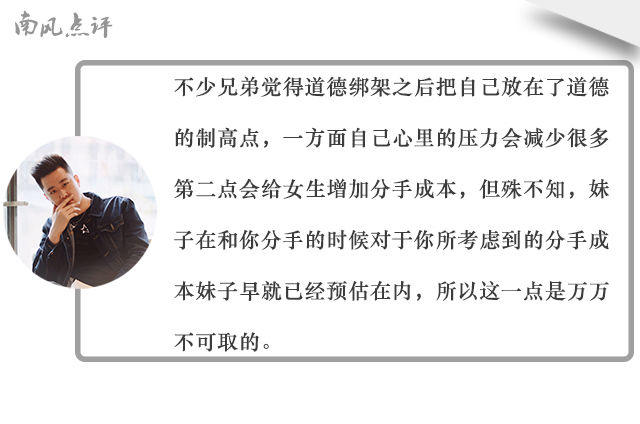 南风点评
不少兄弟觉得道德绑架之后把自己放在了道德
的制高点，一方面自己心里的压力会减少很多
第二点会给女生增加分手成本，但殊不知，妹
子在和你分手的时候对于你所考虑到的分手成
本妹子早就已经预估在内，所以这一点是万万
不可取的。